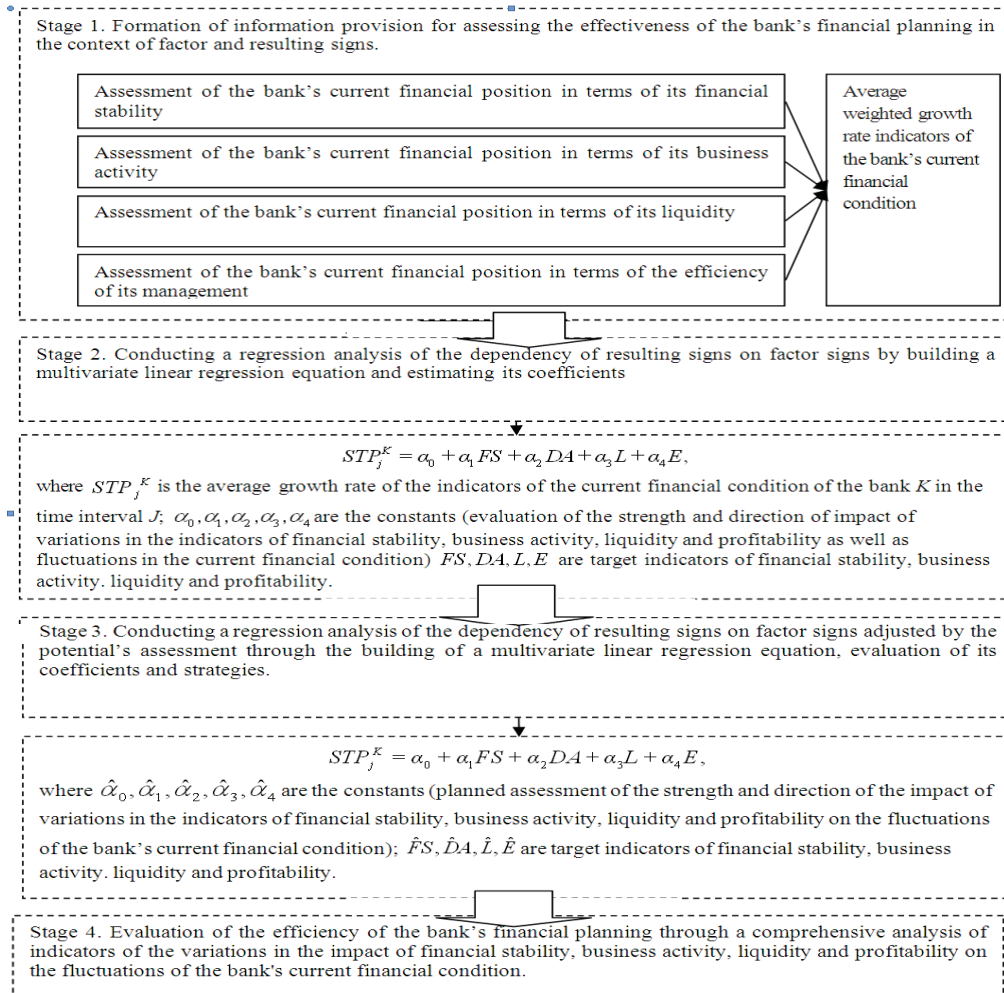 Stage 1. Formation of information provision for assessing the effectiveness of the bank's financial planning in
the context of factor and resulting signs.
Assessment of the bank's current financial position in terms of its financial
stability
Assessment of the bank's current financial position in terms of its business
activity
Assessment of the bank's current financial position in terms of its liquidity
Assessment of the bank's current financial position in terms of the efficiency
of its management
Average
weighted growth
rate indicators of
the bank's current
financial
condition
Stage 2. Conducting a regression analysis of the dependency of resulting signs on factor signs by building a
multivariate linear regression equation and estimating its coefficients
STP_j^K = α_0 + α_1 FS + α_2 DA + α_3 L + α_4 E,
where STP_j^K is the average growth rate of the indicators of the current financial condition of the bank K in the
time interval J; α_0, α_1, α_2, α_3, α_4 are the constants (evaluation of the strength and direction of impact of
variations in the indicators of financial stability, business activity, liquidity and profitability as well as
fluctuations in the current financial condition) FS, DA, L, E are target indicators of financial stability, business
activity. liquidity and profitability.
Stage 3. Conducting a regression analysis of the dependency of resulting signs on factor signs adjusted by the
potential's assessment through the building of a multivariate linear regression equation, evaluation of its
coefficients and strategies.
STP_j^K = α_0 + α_1 FS + α_2 DA + α_3 L + α_4 E,
where α̂_0, α̂_1, α̂_2, α̂_3, α̂_4 are the constants (planned assessment of the strength and direction of the impact of
variations in the indicators of financial stability, business activity, liquidity and profitability on the fluctuations
of the bank's current financial condition); F̂S, D̂A, L̂, Ê are target indicators of financial stability, business
activity. liquidity and profitability.
Stage 4. Evaluation of the efficiency of the bank's financial planning through a comprehensive analysis of
indicators of the variations in the impact of financial stability, business activity, liquidity and profitability on
the fluctuations of the bank's current financial condition.